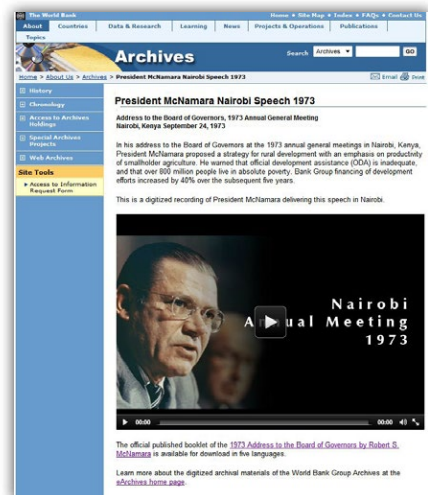 The World Bank
Home • Site Map • Index • FAQs • Contact Us
About Countries Data & Research Learning News Projects & Operations Publications
Topics
Archives
Search Archives GO
Home > About Us > Archives > President McNamara Nairobi Speech 1973
Email Print
History
Chronology
Access to Archives
Holdings
Special Archives
Projects
Web Archives
Site Tools
Access to Information
Request Form
President McNamara Nairobi Speech 1973
Address to the Board of Governors, 1973 Annual General Meeting
Nairobi, Kenya September 24, 1973
In his address to the Board of Governors at the 1973 annual general meetings in Nairobi, Kenya,
President McNamara proposed a strategy for rural development with an emphasis on productivity
of smallholder agriculture. He warned that official development assistance (ODA) is inadequate,
and that over 800 million people live in absolute poverty. Bank Group financing of development
efforts increased by 40% over the subsequent five years.
This is a digitized recording of President McNamara delivering this speech in Nairobi.
Nairobi
Annual Meeting
1973
00:00 00:00
The official published booklet of the 1973 Address to the Board of Governors by Robert S.
McNamara is available for download in five languages.
Learn more about the digitized archival materials of the World Bank Group Archives at the
eArchives home page.